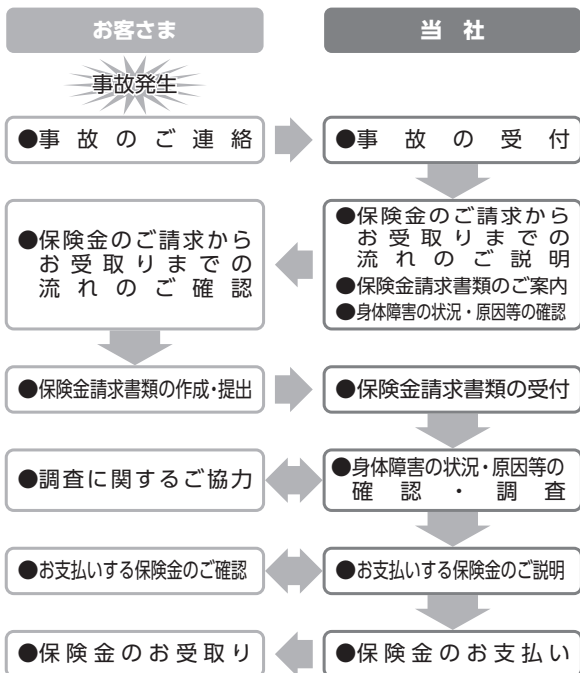 お客さま
当社
事故発生
●事故のご連絡
●事故の受付
●保険金のご請求から
お受取りまでの
流れのご説明
●保険金請求書類のご案内
●身体障害の状況・原因等の確認
●保険金のご請求から
お受取りまでの
流れのご確認
●保険金請求書類の作成・提出
●保険金請求書類の受付
●調査に関するご協力
●身体障害の状況・原因等の
確認・調査
●お支払いする保険金のご確認
●お支払いする保険金のご説明
●保険金のお受取り
●保険金のお支払い